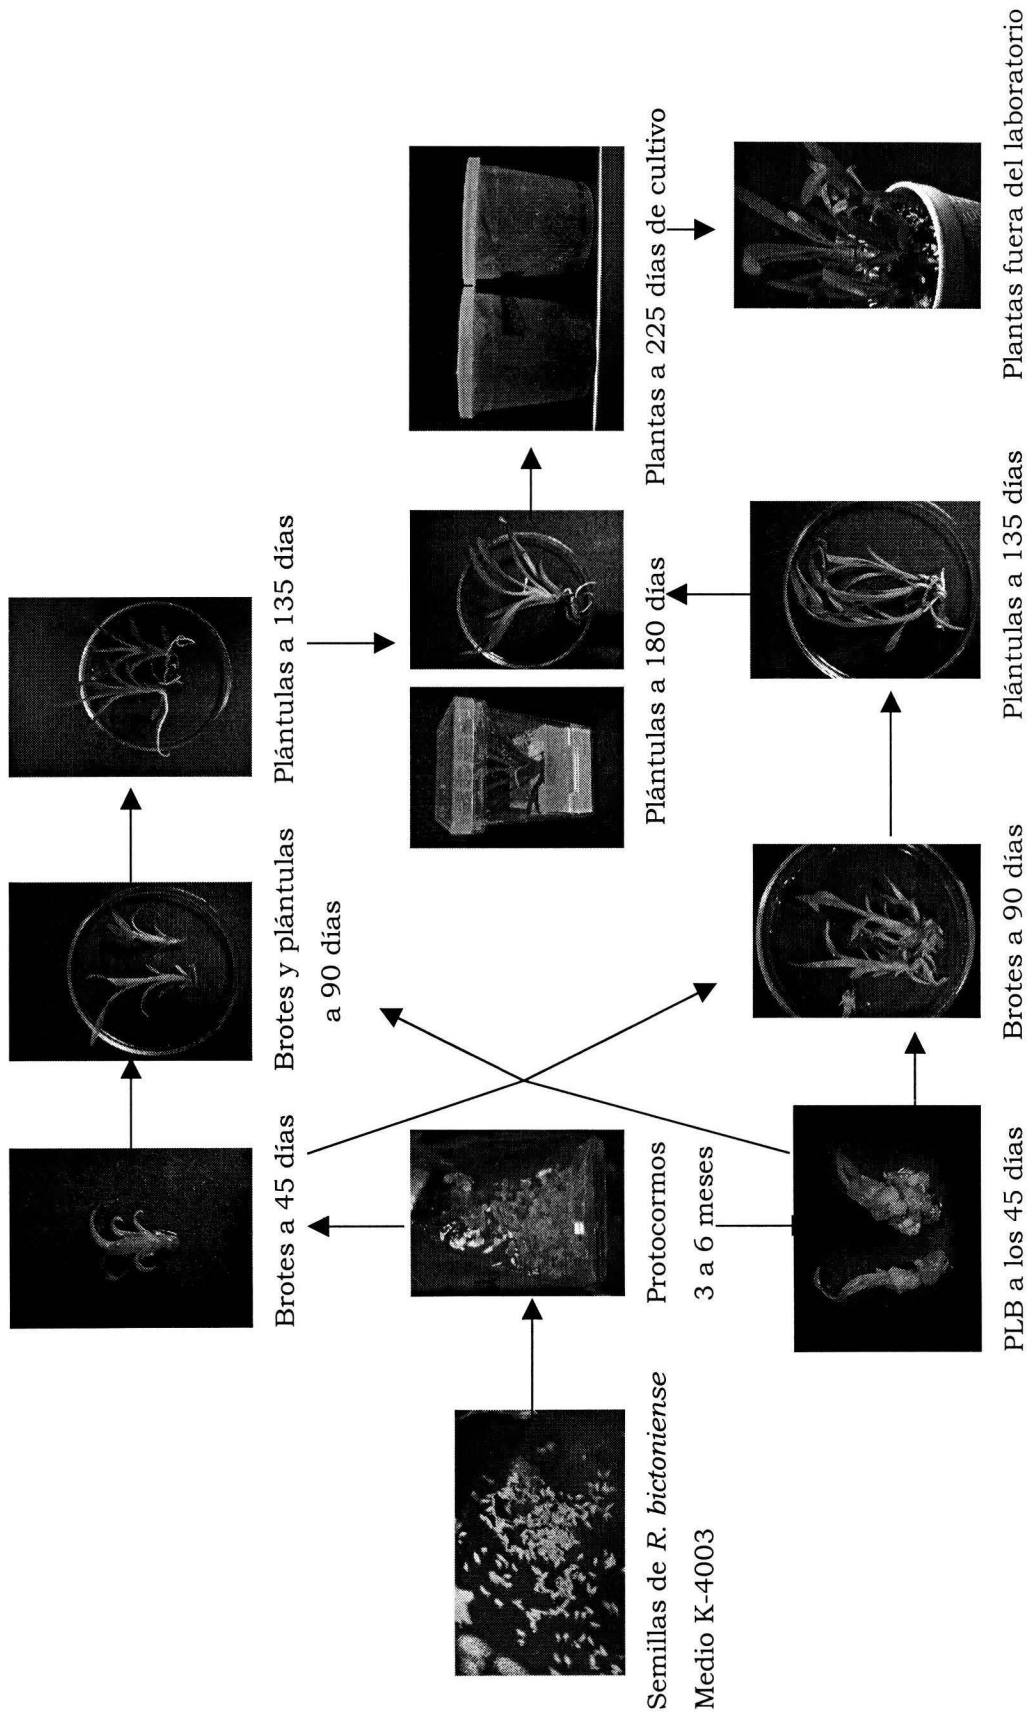 Brotes a 45 días
Brotes y plántulas
a 90 días
Plántulas a 135 días
Semillas de R. bictoniense
Medio K-4003
Protocormos
3 a 6 meses
Plántulas a 180 días
Plantas a 225 días de cultivo
PLB a los 45 días
Brotes a 90 días
Plántulas a 135 días
Plantas fuera del laboratorio